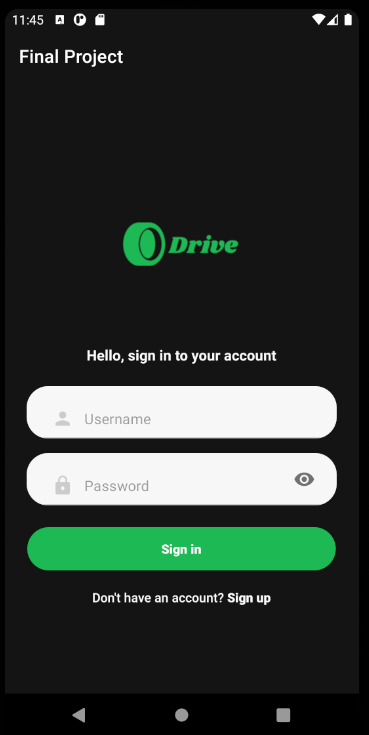 11:45
Final Project
Drive
Hello, sign in to your account
Username
Password
Sign in
Don't have an account? Sign up